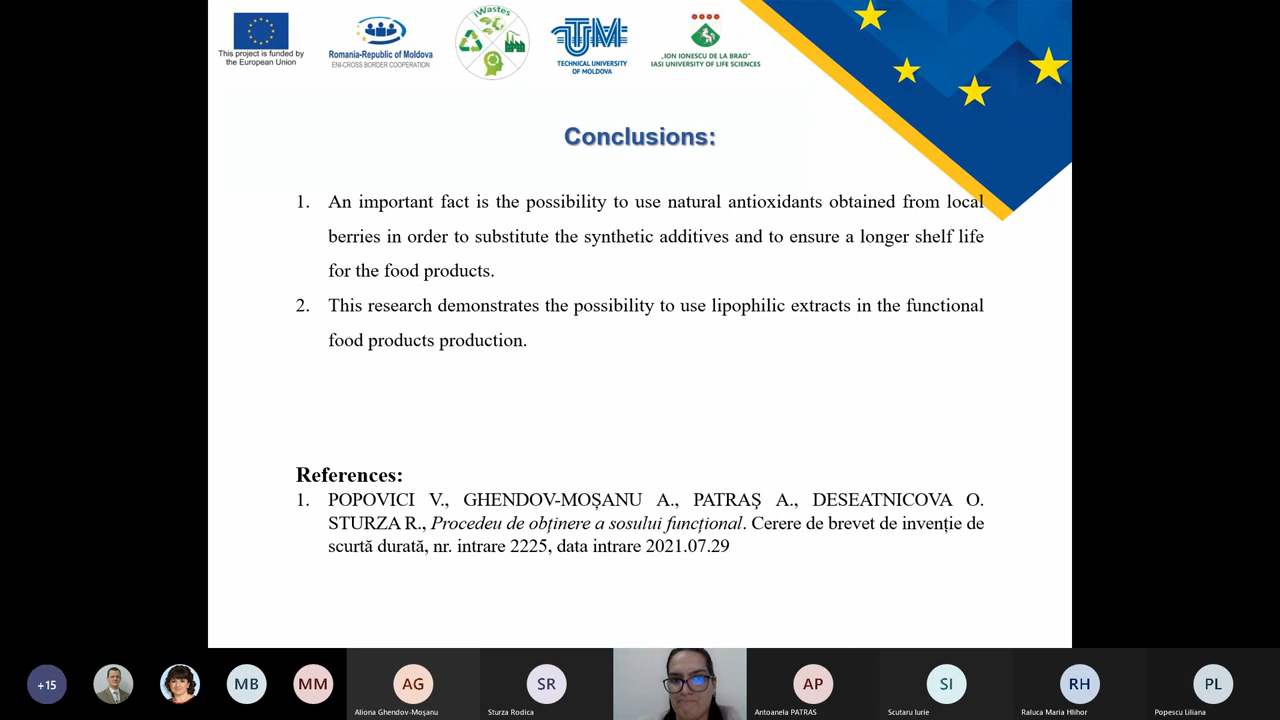 This project is funded by
the European Union
Romania-Republic of Moldova
ENI-CROSS BORDER COOPERATION
iWastes
UTM
TECHNICAL UNIVERSITY
OF MOLDOVA
„ION IONESCU DE LA BRAD”
IASI UNIVERSITY OF LIFE SCIENCES
Conclusions:
1. An important fact is the possibility to use natural antioxidants obtained from local
berries in order to substitute the synthetic additives and to ensure a longer shelf life
for the food products.
2. This research demonstrates the possibility to use lipophilic extracts in the functional
food products production.
References:
1. POPOVICI V., GHENDOV-MOȘANU A., PATRAȘ A., DESEATNICOVA O.
STURZA R., Procedeu de obținere a sosului funcțional. Cerere de brevet de invenție de
scurtă durată, nr. intrare 2225, data intrare 2021.07.29
+15
MB
MM
AG
Aliona Ghendov-Moșanu
SR
Sturza Rodica
AP
Antoanela PATRAS
SI
Scutaru Iurie
RH
Raluca Maria Hlihor
PL
Popescu Liliana